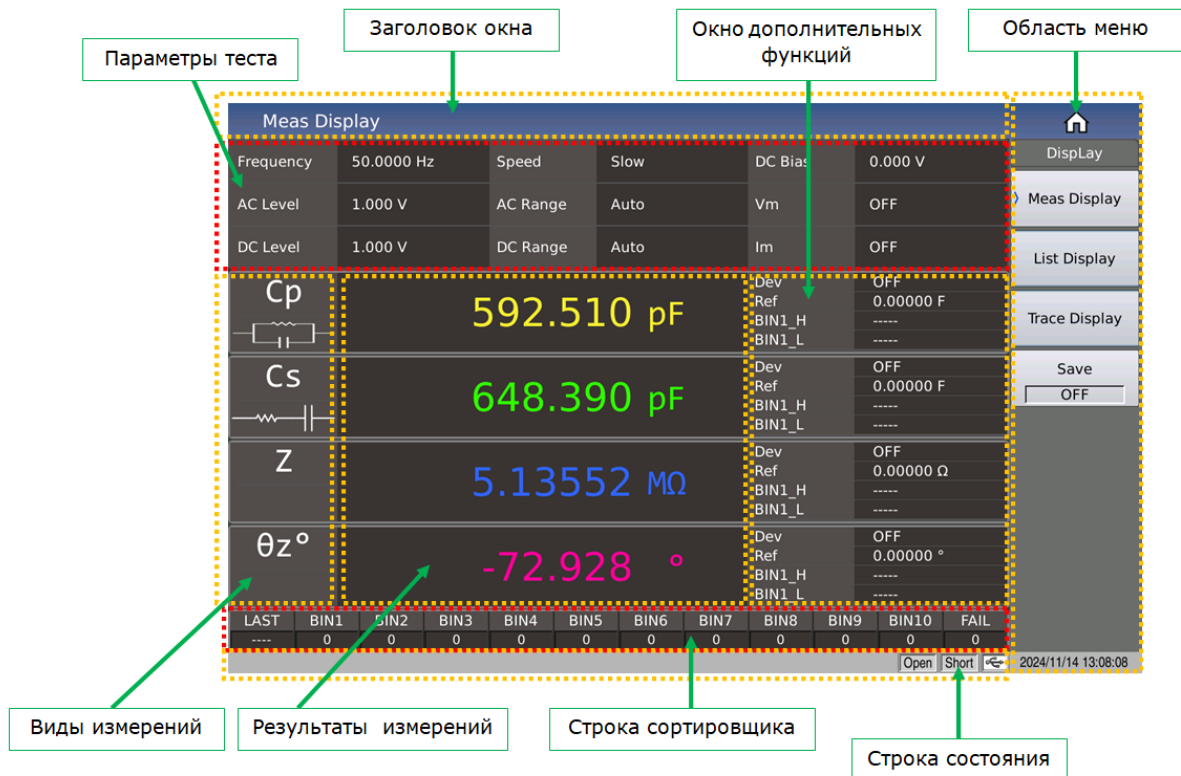 Параметры теста
Заголовок окна
Окно дополнительных
функций
Область меню
Meas Display
Frequency 50.0000 Hz Speed Slow DC Bias 0.000 V
AC Level 1.000 V AC Range Auto Vm OFF
DC Level 1.000 V DC Range Auto Im OFF
Cp
592.510 pF
Dev OFF
Ref 0.00000 F
BIN1_H -----
BIN1_L -----
Cs
648.390 pF
Dev OFF
Ref 0.00000 F
BIN1_H -----
BIN1_L -----
Z
5.13552 MΩ
Dev OFF
Ref 0.00000 Ω
BIN1_H -----
BIN1_L -----
θz°
-72.928 °
Dev OFF
Ref 0.00000 °
BIN1_H -----
BIN1_L -----
LAST BIN1 BIN2 BIN3 BIN4 BIN5 BIN6 BIN7 BIN8 BIN9 BIN10 FAIL
---- 0 0 0 0 0 0 0 0 0 0 0
Open Short
DispLay
Meas Display
List Display
Trace Display
Save
OFF
2024/11/14 13:08:08
Виды измерений
Результаты измерений
Строка сортировщика
Строка состояния